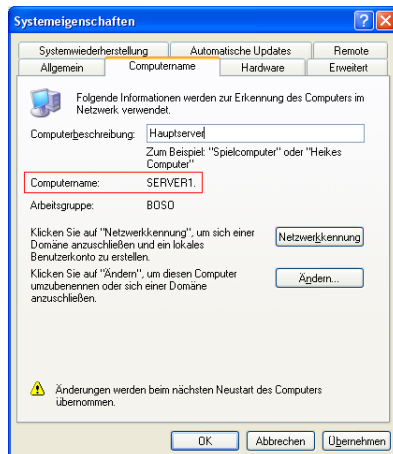 Systemeigenschaften
Systemwiederherstellung Automatische Updates Remote
Allgemein Computername Hardware Erweitert
Folgende Informationen werden zur Erkennung des Computers im
Netzwerk verwendet.
Computerbeschreibung: Hauptserver
Zum Beispiel: "Spielcomputer" oder "Heikes
Computer"
Computername: SERVER1.
Arbeitsgruppe: BOSO
Klicken Sie auf "Netzwerkkennung", um sich einer
Domäne anzuschließen und ein lokales
Benutzerkonto zu erstellen.
Netzwerkkennung
Klicken Sie auf "Ändern", um diesen Computer
umzubenennen oder sich einer Domäne
anzuschließen.
Ändern...
Änderungen werden beim nächsten Neustart des Computers
übernommen.
OK Abbrechen Übernehmen